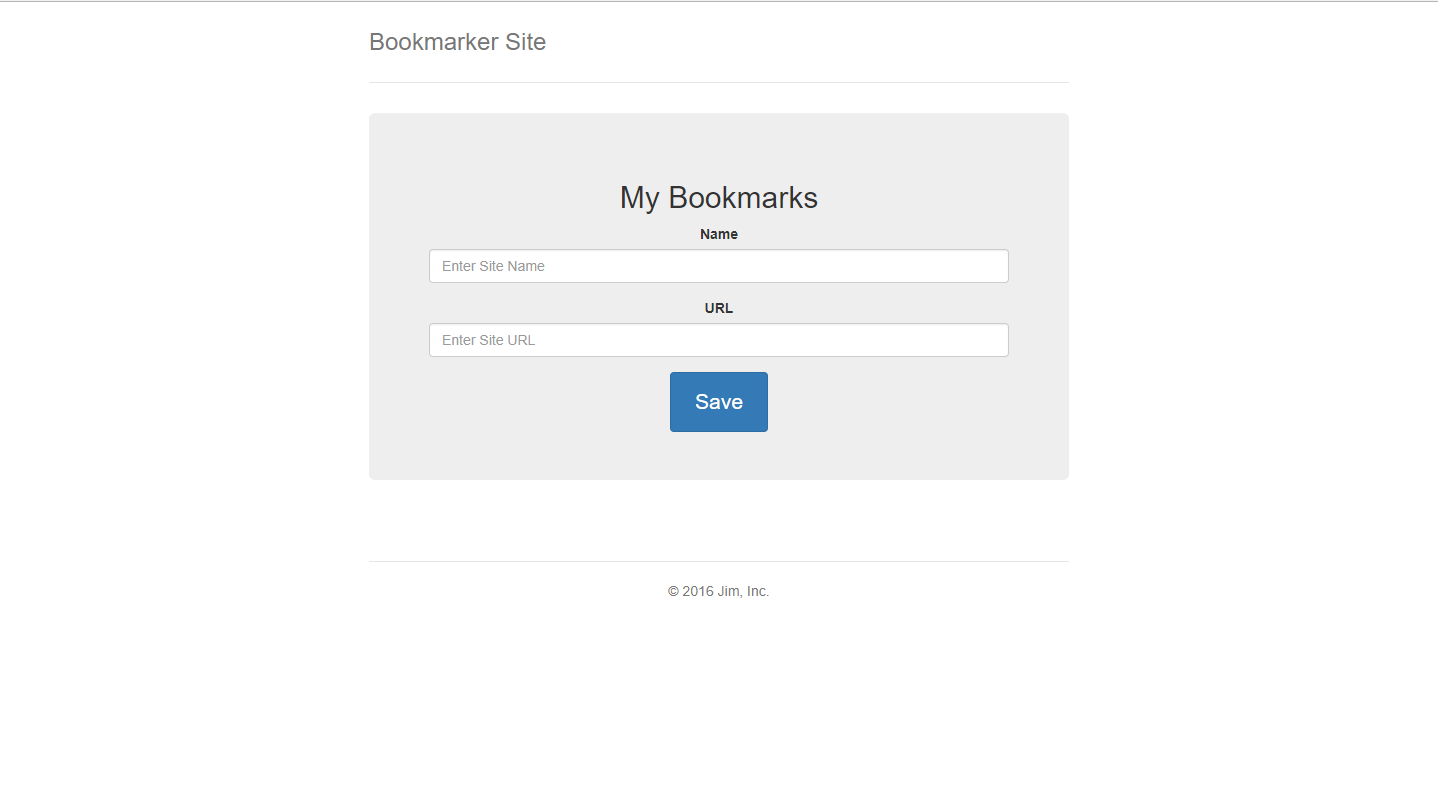 Bookmarker Site
My Bookmarks
Name
Enter Site Name
URL
Enter Site URL
Save
© 2016 Jim, Inc.